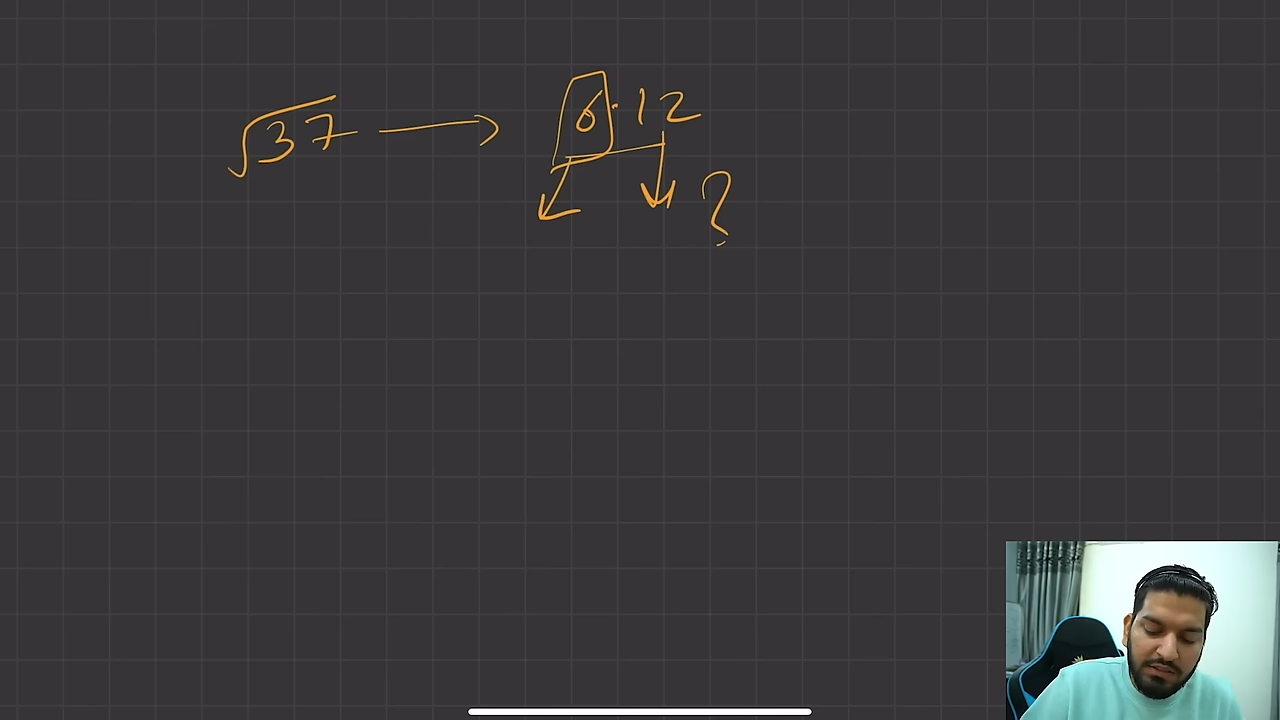 √37 → 6.12
?